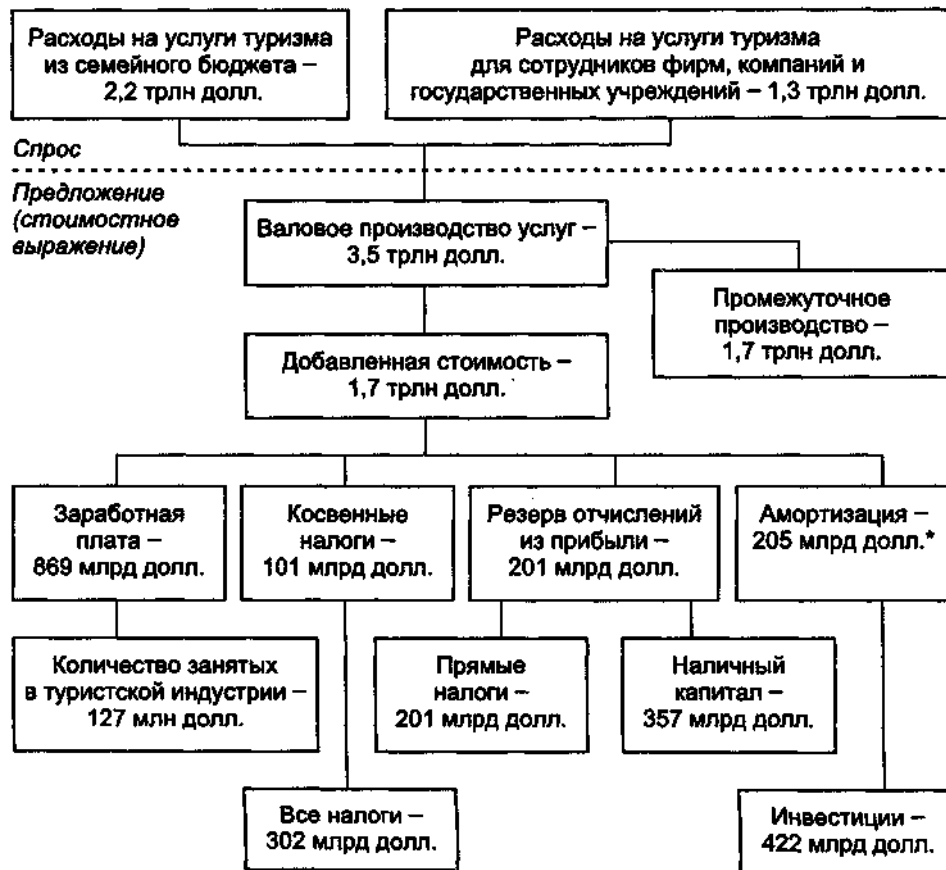 Расходы на услуги туризма
из семейного бюджета –
2,2 трлн долл.
Расходы на услуги туризма
для сотрудников фирм, компаний и
государственных учреждений – 1,3 трлн долл.
Спрос
Предложение
(стоимостное
выражение)
Валовое производство услуг –
3,5 трлн долл.
Промежуточное
производство –
1,7 трлн долл.
Добавленная стоимость –
1,7 трлн долл.
Заработная
плата –
869 млрд долл.
Косвенные
налоги –
101 млрд долл.
Резерв отчислений
из прибыли –
201 млрд долл.
Амортизация –
205 млрд долл.*
Количество занятых
в туристской индустрии –
127 млн долл.
Прямые
налоги –
201 млрд долл.
Наличный
капитал –
357 млрд долл.
Все налоги –
302 млрд долл.
Инвестиции –
422 млрд долл.